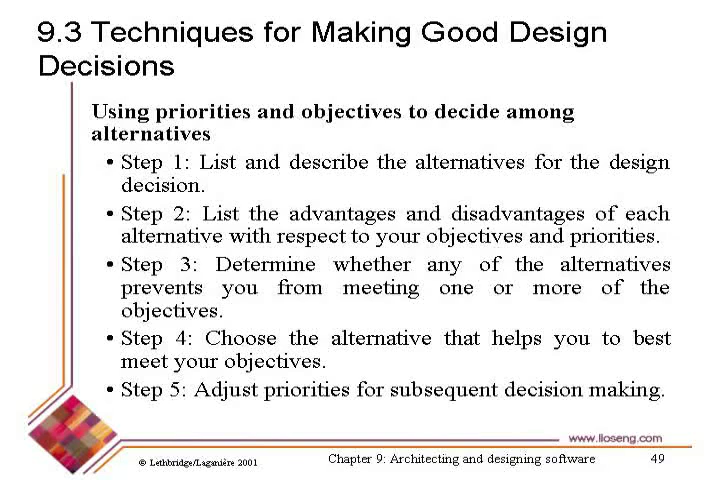 9.3 Techniques for Making Good Design
Decisions
Using priorities and objectives to decide among
alternatives
• Step 1: List and describe the alternatives for the design
decision.
• Step 2: List the advantages and disadvantages of each
alternative with respect to your objectives and priorities.
• Step 3: Determine whether any of the alternatives
prevents you from meeting one or more of the
objectives.
• Step 4: Choose the alternative that helps you to best
meet your objectives.
• Step 5: Adjust priorities for subsequent decision making.
www.lloseng.com
© Lethbridge/Laganière 2001
Chapter 9: Architecting and designing software
49